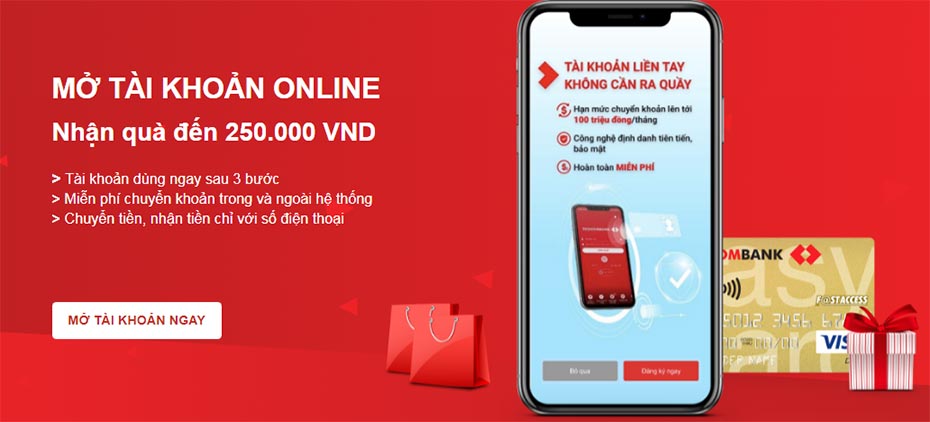 MỞ TÀI KHOẢN ONLINE
Nhận quà đến 250.000 VND
> Tài khoản dùng ngay sau 3 bước
> Miễn phí chuyển khoản trong và ngoài hệ thống
> Chuyển tiền, nhận tiền chỉ với số điện thoại
MỞ TÀI KHOẢN NGAY
TÀI KHOẢN LIỀN TAY
KHÔNG CẦN RA QUẦY
Hạn mức chuyển khoản lên tới
100 triệu đồng/tháng
Công nghệ định danh tiên tiến,
bảo mật
Hoàn toàn MIỄN PHÍ
Bỏ qua
Đăng ký ngay
OMBANK
F@STACCESS
3456